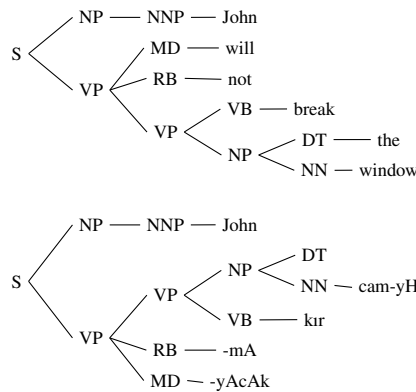 NP NNP John
MD will
S
RB not
VP
VB break
VP
DT the
NP
NN window
NP NNP John
DT
NP
NN cam-yH
VP
S
VB kır
VP
RB -mA
MD -yAcAk